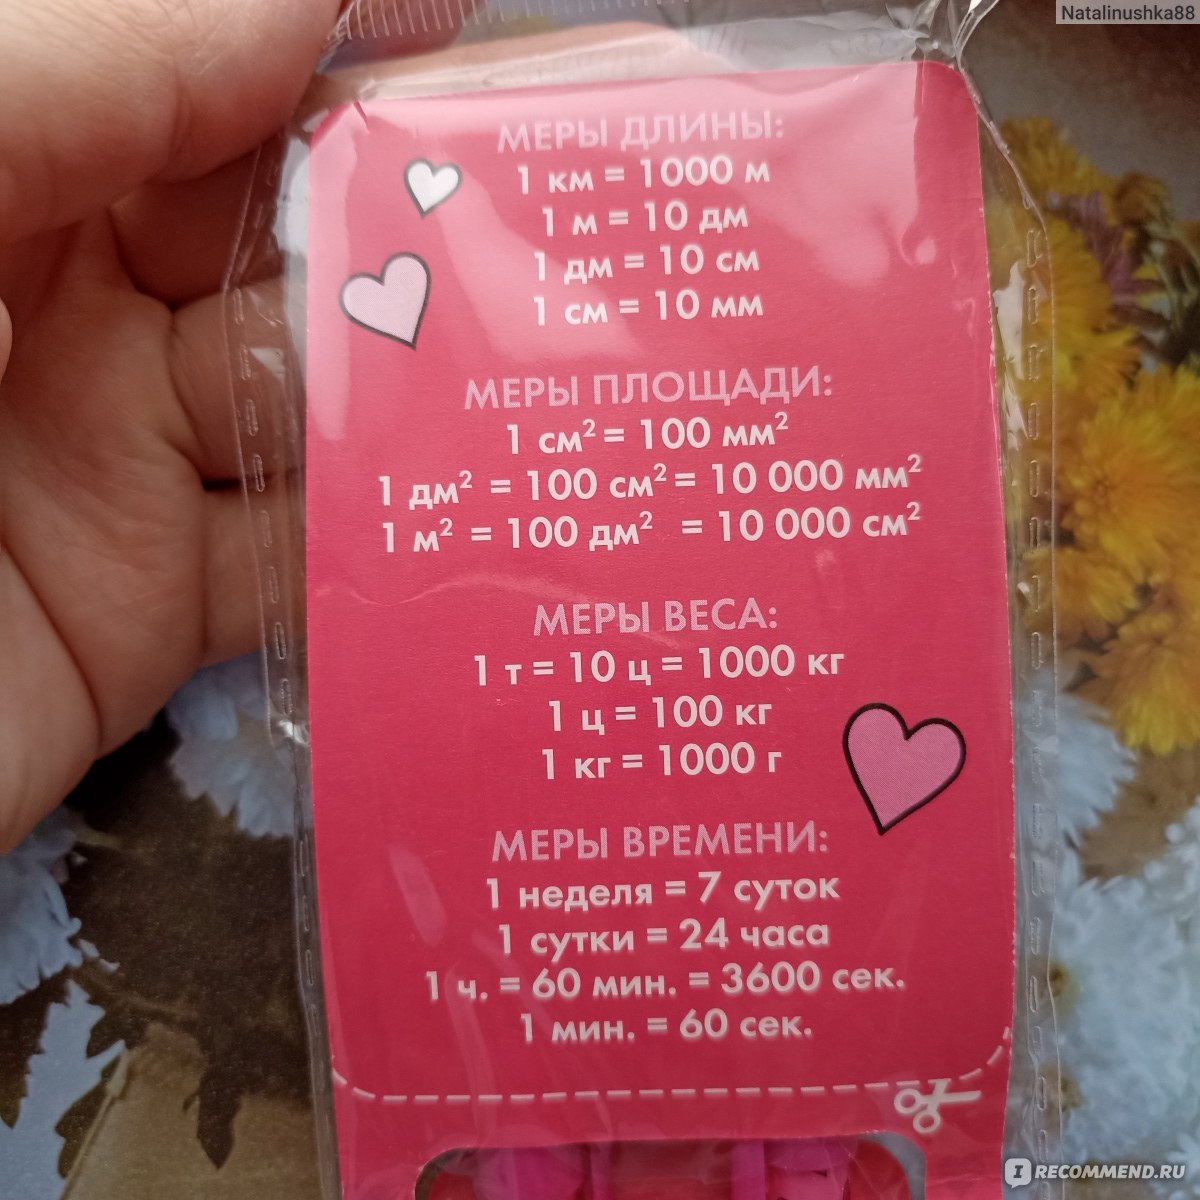 Natalinushka88
МЕРЫ ДЛИНЫ:
1 км = 1000 м
1 м = 10 дм
1 дм = 10 см
1 см = 10 мм
МЕРЫ ПЛОЩАДИ:
1 см² = 100 мм²
1 дм² = 100 см² = 10 000 мм²
1 м² = 100 дм² = 10 000 см²
МЕРЫ ВЕСА:
1 т = 10 ц = 1000 кг
1 ц = 100 кг
1 кг = 1000 г
МЕРЫ ВРЕМЕНИ:
1 неделя = 7 суток
1 сутки = 24 часа
1 ч. = 60 мин. = 3600 сек.
1 мин. = 60 сек.
IRECOMMEND.RU